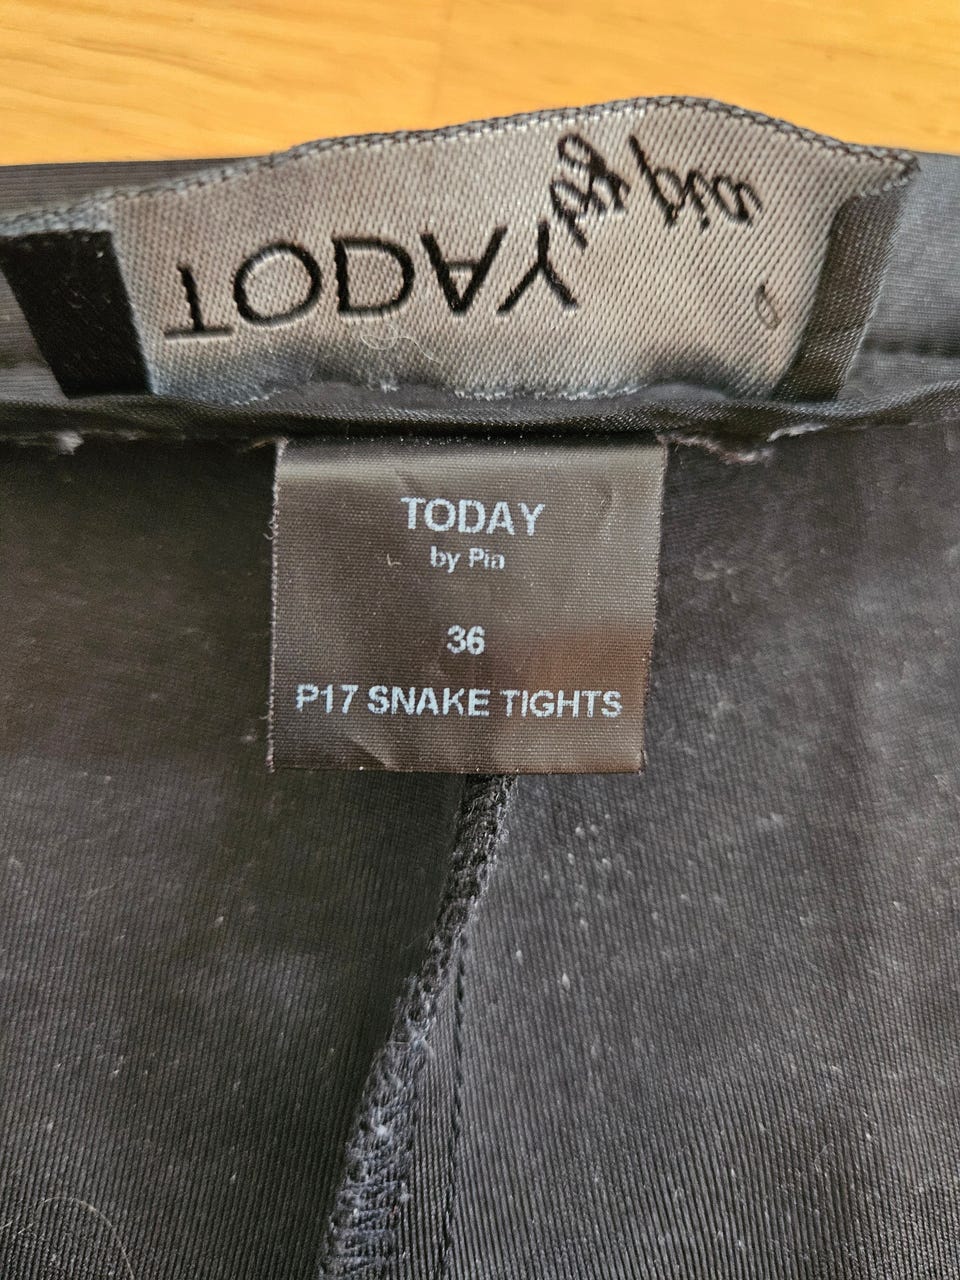 TODAY by pia
TODAY
by Pia
36
P17 SNAKE TIGHTS